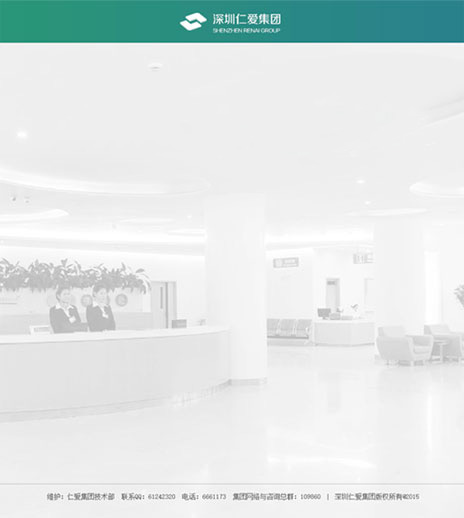 深圳仁爱集团
SHENZHEN RENAI GROUP
维护：仁爱集团技术部 联系QQ：61242320 电话：6661173 集团网络与咨询总群：109860 | 深圳仁爱集团版权所有©2015